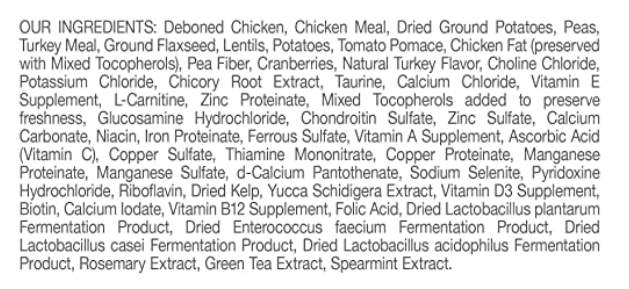 OUR INGREDIENTS: Deboned Chicken, Chicken Meal, Dried Ground Potatoes, Peas,
Turkey Meal, Ground Flaxseed, Lentils, Potatoes, Tomato Pomace, Chicken Fat (preserved
with Mixed Tocopherols), Pea Fiber, Cranberries, Natural Turkey Flavor, Choline Chloride,
Potassium Chloride, Chicory Root Extract, Taurine, Calcium Chloride, Vitamin E
Supplement, L-Carnitine, Zinc Proteinate, Mixed Tocopherols added to preserve
freshness, Glucosamine Hydrochloride, Chondroitin Sulfate, Zinc Sulfate, Calcium
Carbonate, Niacin, Iron Proteinate, Ferrous Sulfate, Vitamin A Supplement, Ascorbic Acid
(Vitamin C), Copper Sulfate, Thiamine Mononitrate, Copper Proteinate, Manganese
Proteinate, Manganese Sulfate, d-Calcium Pantothenate, Sodium Selenite, Pyridoxine
Hydrochloride, Riboflavin, Dried Kelp, Yucca Schidigera Extract, Vitamin D3 Supplement,
Biotin, Calcium Iodate, Vitamin B12 Supplement, Folic Acid, Dried Lactobacillus plantarum
Fermentation Product, Dried Enterococcus faecium Fermentation Product, Dried
Lactobacillus casei Fermentation Product, Dried Lactobacillus acidophilus Fermentation
Product, Rosemary Extract, Green Tea Extract, Spearmint Extract.